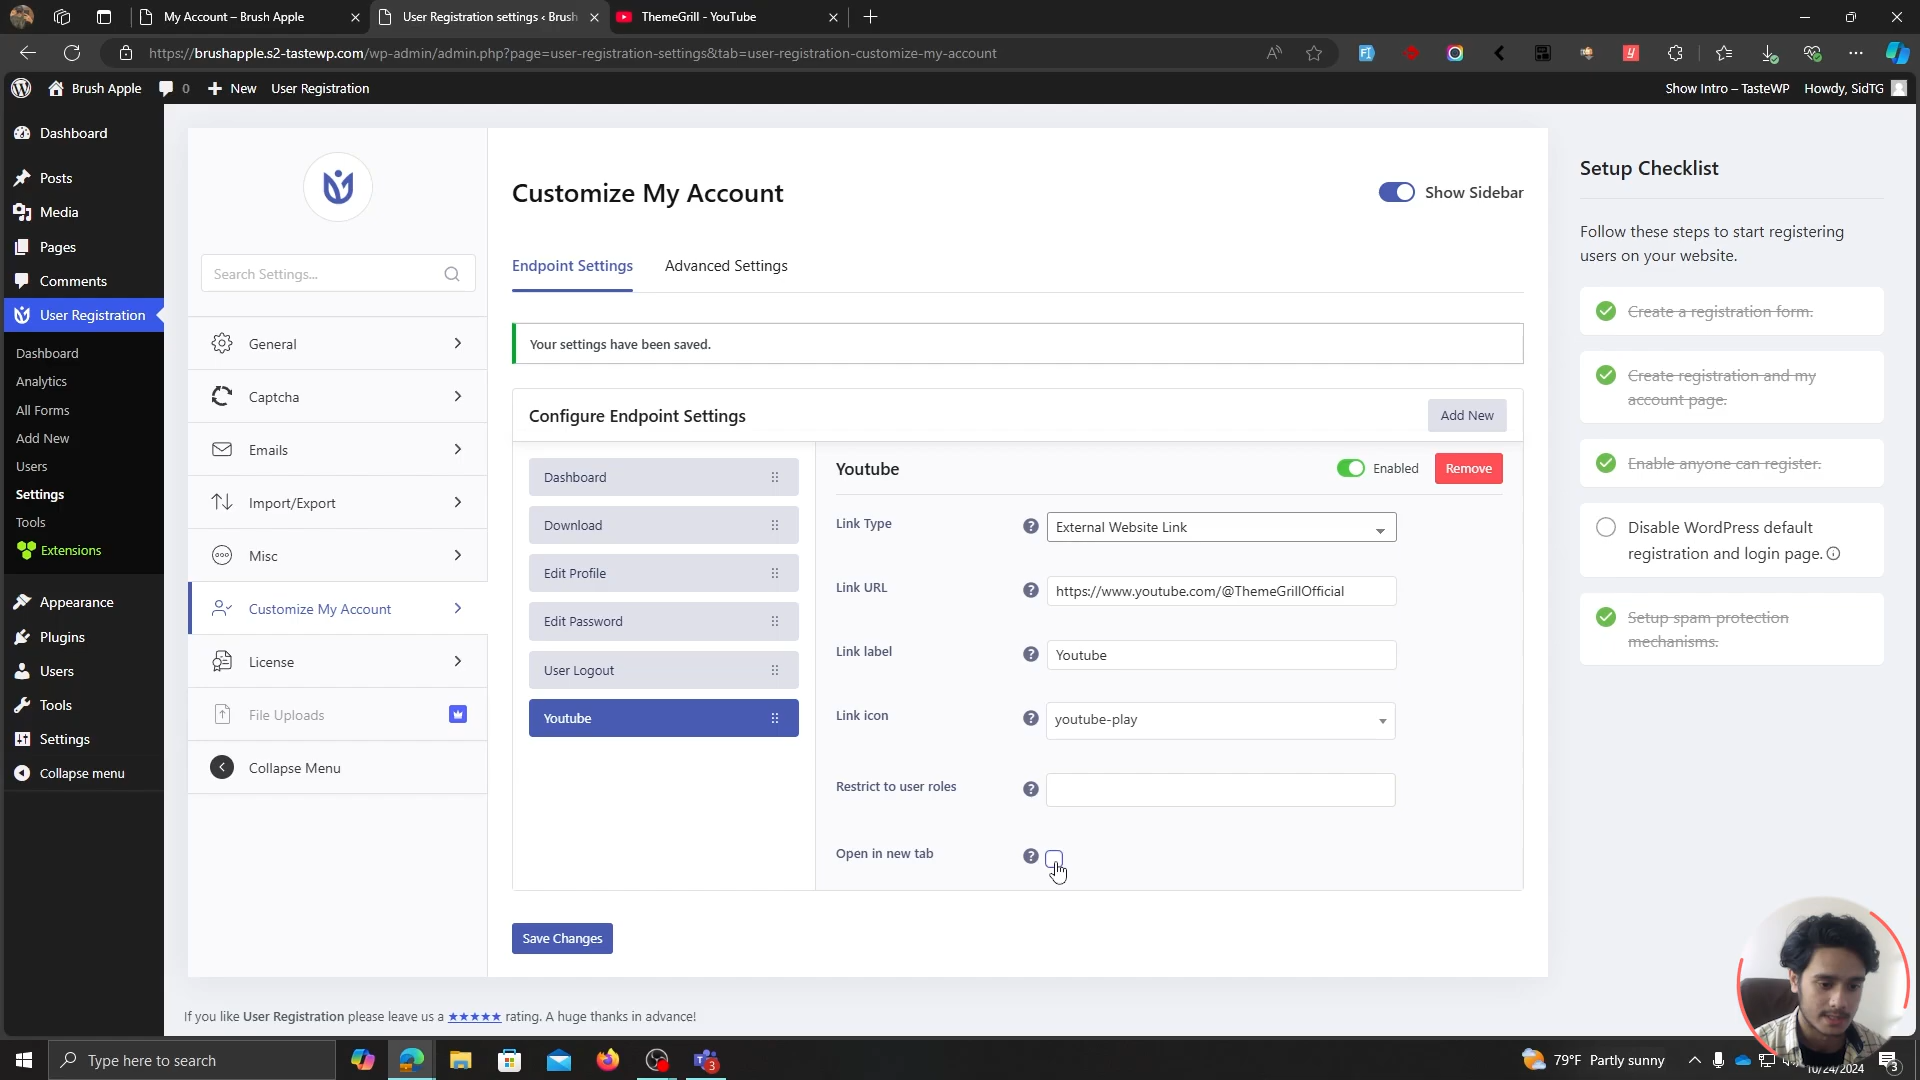 My Account – Brush Apple
User Registration settings ‹ Brush
ThemeGrill - YouTube
https://brushapple.s2-tastewp.com/wp-admin/admin.php?page=user-registration-settings&tab=user-registration-customize-my-account
Brush Apple
0
New
User Registration
Show Intro – TasteWP
Howdy, SidTG
Dashboard
Posts
Media
Pages
Comments
User Registration
Dashboard
Analytics
All Forms
Add New
Users
Settings
Tools
Extensions
Appearance
Plugins
Users
Tools
Settings
Collapse menu
Search Settings...
General
Captcha
Emails
Import/Export
Misc
Customize My Account
License
File Uploads
Collapse Menu
Customize My Account
Show Sidebar
Endpoint Settings
Advanced Settings
Your settings have been saved.
Configure Endpoint Settings
Add New
Dashboard
Download
Edit Profile
Edit Password
User Logout
Youtube
Youtube
Enabled
Remove
Link Type
External Website Link
Link URL
https://www.youtube.com/@ThemeGrillOfficial
Link label
Youtube
Link icon
youtube-play
Restrict to user roles
Open in new tab
Save Changes
If you like User Registration please leave us a ★★★★★ rating. A huge thanks in advance!
Setup Checklist
Follow these steps to start registering
users on your website.
Create a registration form.
Create registration and my
account page.
Enable anyone can register.
Disable WordPress default
registration and login page.
Setup spam protection
mechanisms.
Type here to search
3
79°F Partly sunny
10/24/2024
3